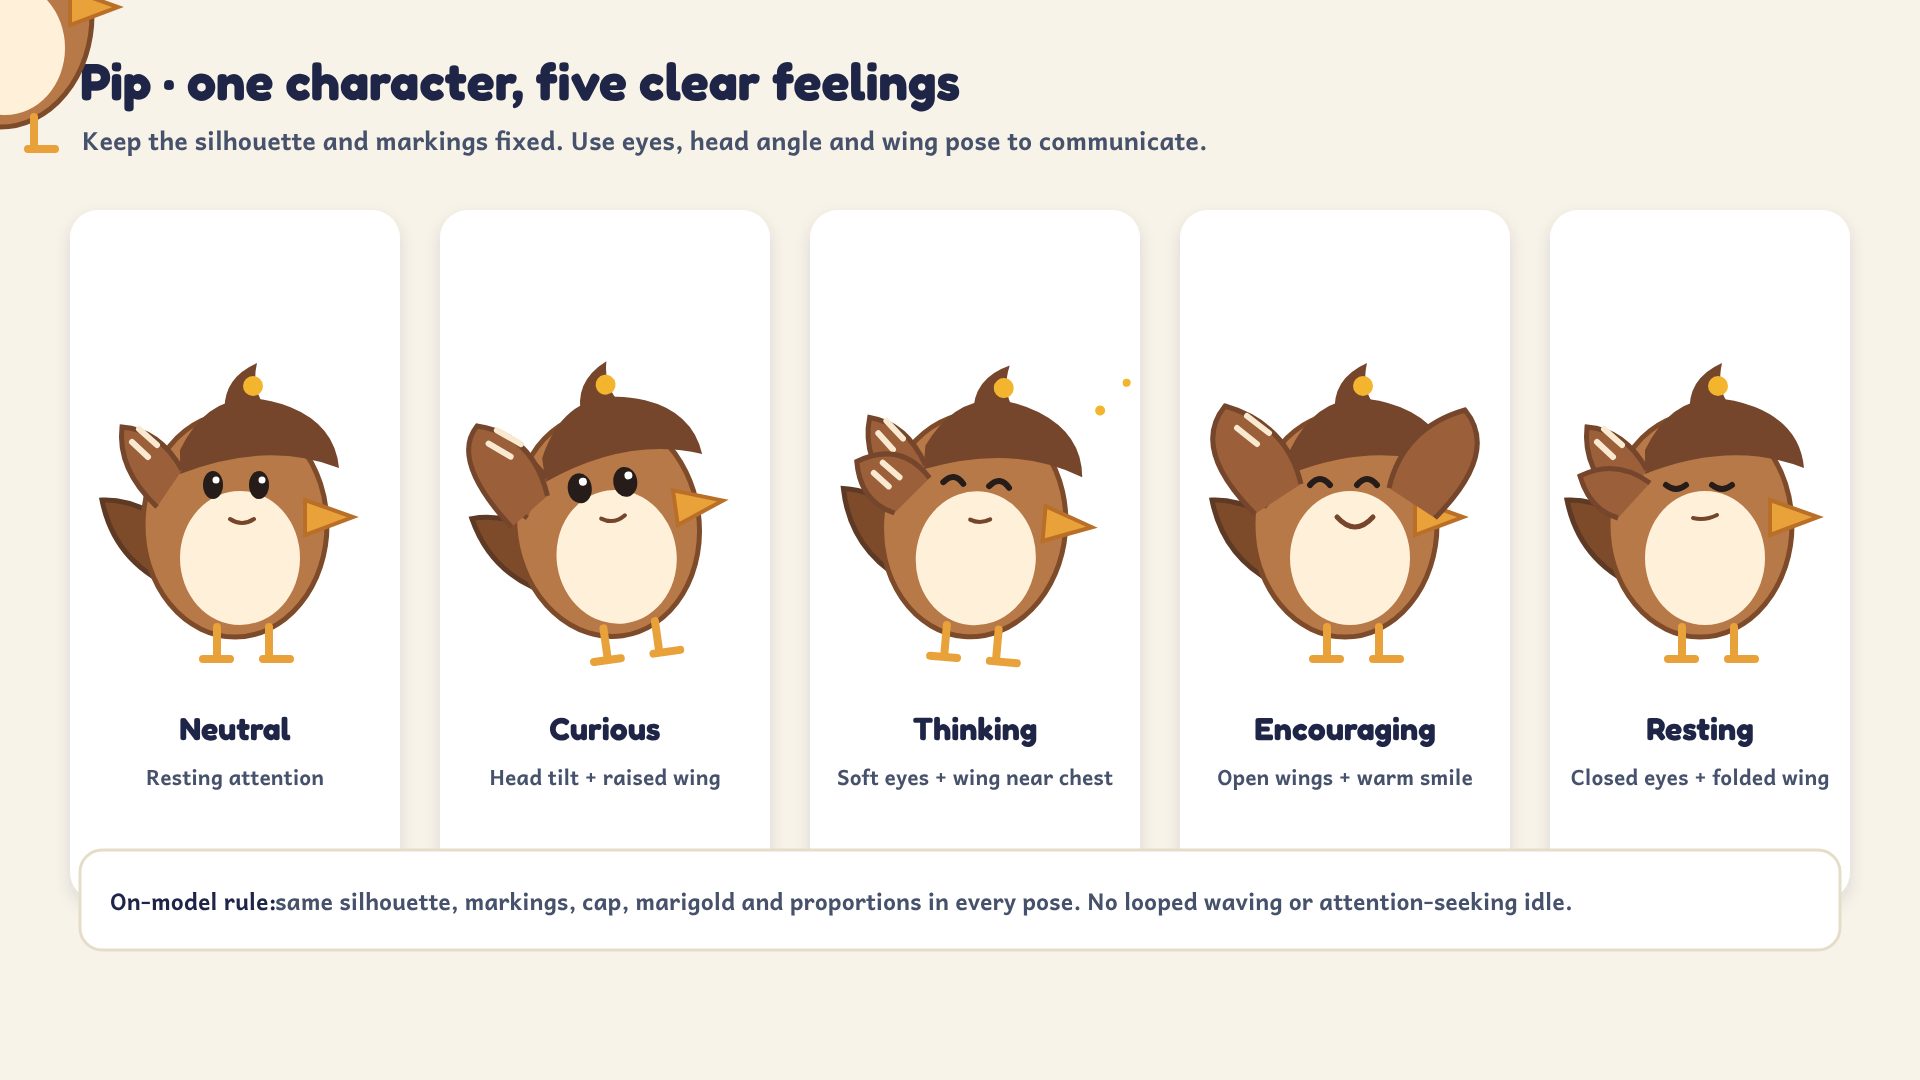 Pip · one character, five clear feelings
Keep the silhouette and markings fixed. Use eyes, head angle and wing pose to communicate.
Neutral
Resting attention
Curious
Head tilt + raised wing
Thinking
Soft eyes + wing near chest
Encouraging
Open wings + warm smile
Resting
Closed eyes + folded wing
On-model rule:same silhouette, markings, cap, marigold and proportions in every pose. No looped waving or attention-seeking idle.